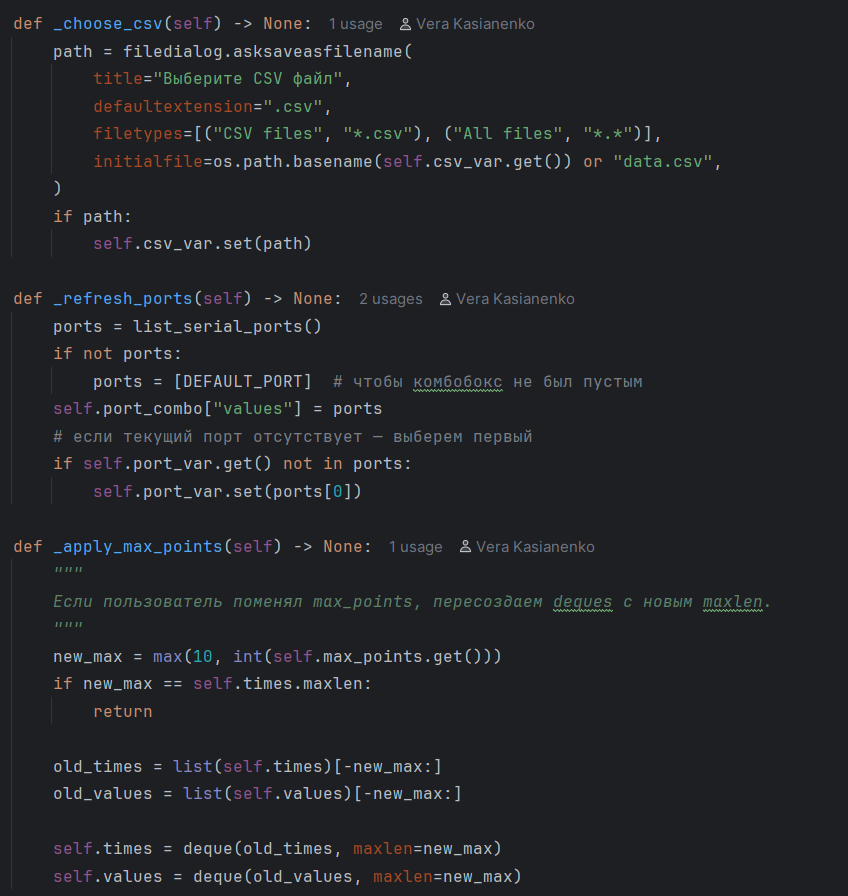 def _choose_csv(self) -> None:  1 usage  Vera Kasianenko
    path = filedialog.asksaveasfilename(
        title="Выберите CSV файл",
        defaultextension=".csv",
        filetypes=[("CSV files", "*.csv"), ("All files", "*.*")],
        initialfile=os.path.basename(self.csv_var.get()) or "data.csv",
    )
    if path:
        self.csv_var.set(path)

def _refresh_ports(self) -> None:  2 usages  Vera Kasianenko
    ports = list_serial_ports()
    if not ports:
        ports = [DEFAULT_PORT]  # чтобы комбобокс не был пустым
    self.port_combo["values"] = ports
    # если текущий порт отсутствует — выберем первый
    if self.port_var.get() not in ports:
        self.port_var.set(ports[0])

def _apply_max_points(self) -> None:  1 usage  Vera Kasianenko
    """
    Если пользователь поменял max_points, пересоздаем deques с новым maxlen.
    """
    new_max = max(10, int(self.max_points.get()))
    if new_max == self.times.maxlen:
        return

    old_times = list(self.times)[-new_max:]
    old_values = list(self.values)[-new_max:]

    self.times = deque(old_times, maxlen=new_max)
    self.values = deque(old_values, maxlen=new_max)